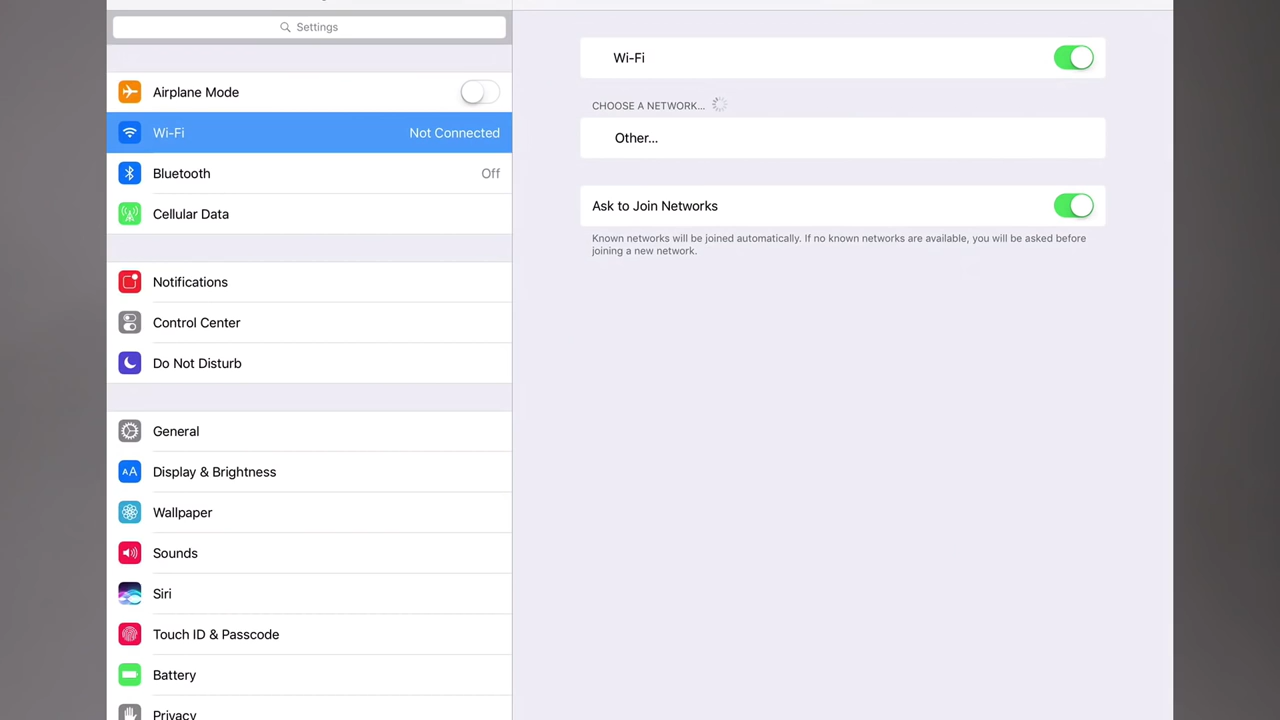 Settings
Airplane Mode
Wi-Fi Not Connected
Bluetooth Off
Cellular Data
Notifications
Control Center
Do Not Disturb
General
AA Display & Brightness
Wallpaper
Sounds
Siri
Touch ID & Passcode
Battery
Privacy
Wi-Fi
CHOOSE A NETWORK...
Other...
Ask to Join Networks
Known networks will be joined automatically. If no known networks are available, you will be asked before
joining a new network.